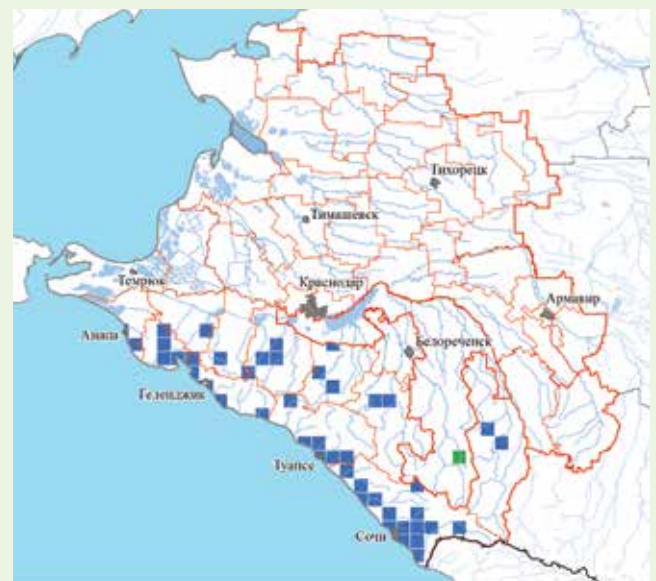 Тихорецк
Тимашевск
Темрюк
Краснодар
Армавир
Анапа
Белореченск
Геленджик
Туапсе
Сочи